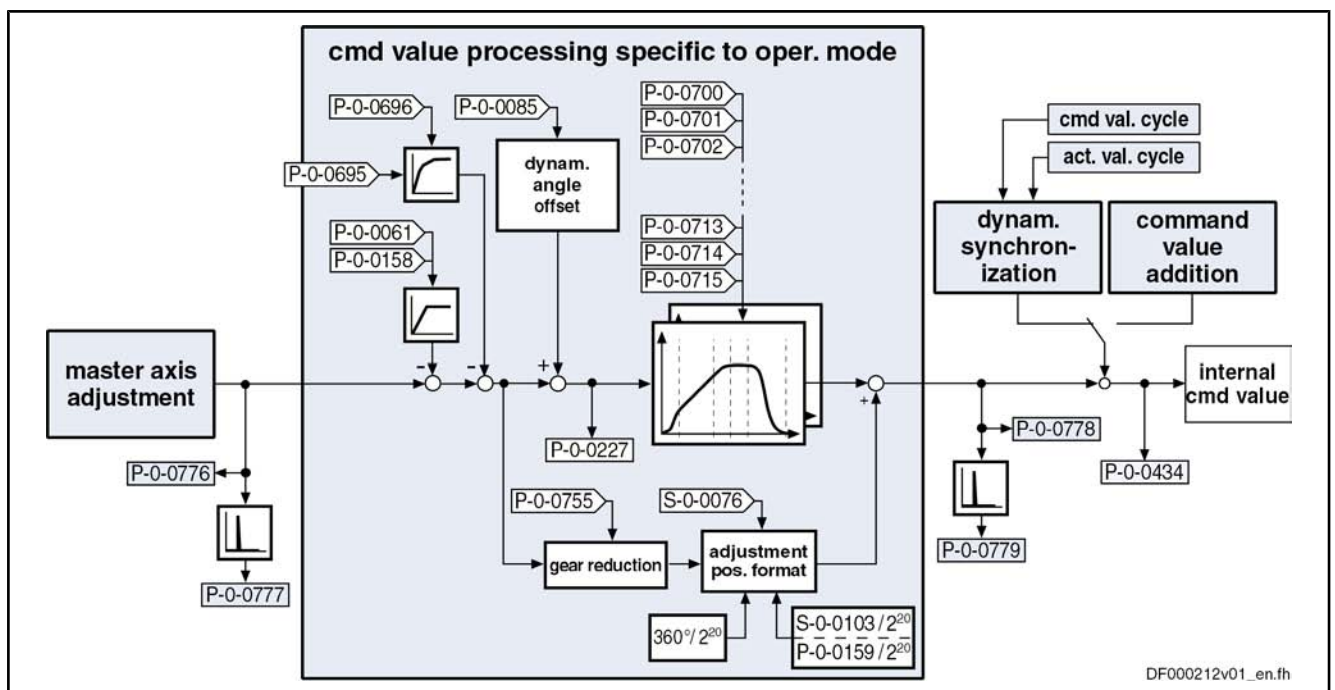 cmd value processing specific to oper. mode
P-0-0696
P-0-0085
P-0-0700
P-0-0701
P-0-0702
P-0-0695
dynam.
angle
offset
P-0-0061
P-0-0158
P-0-0713
P-0-0714
P-0-0715
cmd val. cycle
act. val. cycle
dynam.
synchron-
ization
command
value
addition
master axis
adjustment
-
-
+
+
internal
cmd value
P-0-0776
P-0-0777
P-0-0227
P-0-0778
P-0-0434
P-0-0779
P-0-0755
S-0-0076
gear reduction
adjustment
pos. format
360°/2²⁰
S-0-0103/2²⁰
P-0-0159/2²⁰
DF000212v01_en.fh